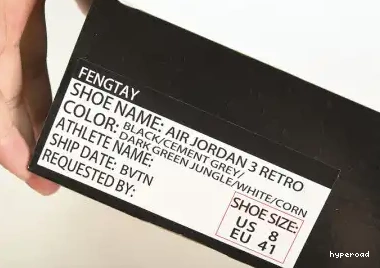 FENGTAY
SHOE NAME: AIR JORDAN 3 RETRO
COLOR: BLACK/CEMENT GREY/
DARK GREEN JUNGLE/WHITE/CORN
ATHLETE NAME:
SHIP DATE: BVTN
REQUESTED BY:
SHOE SIZE:
US 8
EU 41
hyperoad